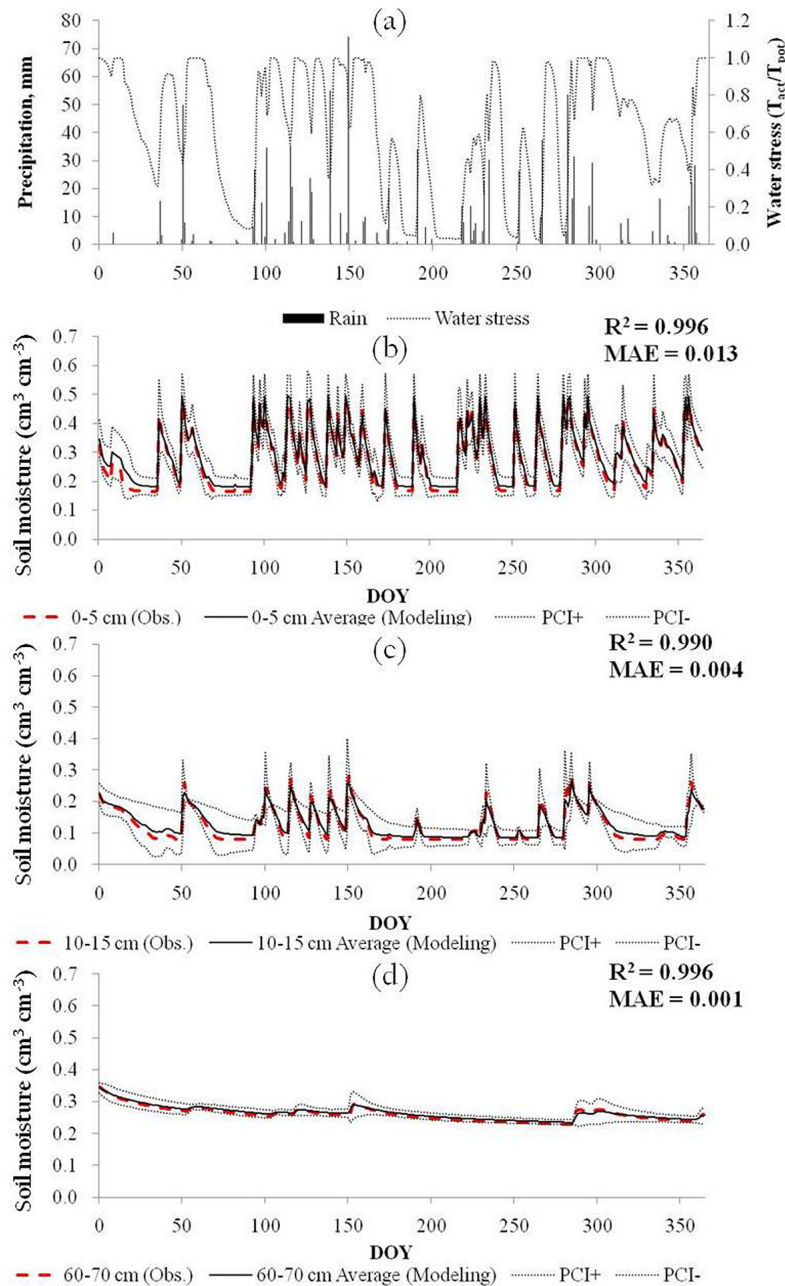 (a)
Precipitation, mm
80
70
60
50
40
30
20
10
0
1.2
1.0
0.8
0.6
0.4
0.2
0.0
Water stress (Tact/Tpot)
0 50 100 150 200 250 300 350
Rain Water stress
R² = 0.996
MAE = 0.013
(b)
Soil moisture (cm³ cm⁻³)
0.7
0.6
0.5
0.4
0.3
0.2
0.1
0.0
0 50 100 150 200 250 300 350
DOY
0-5 cm (Obs.) 0-5 cm Average (Modeling) PCI+ PCI-
R² = 0.990
MAE = 0.004
(c)
Soil moisture (cm³ cm⁻³)
0.7
0.6
0.5
0.4
0.3
0.2
0.1
0.0
0 50 100 150 200 250 300 350
DOY
10-15 cm (Obs.) 10-15 cm Average (Modeling) PCI+ PCI-
R² = 0.996
MAE = 0.001
(d)
Soil moisture (cm³ cm⁻³)
0.7
0.6
0.5
0.4
0.3
0.2
0.1
0.0
0 50 100 150 200 250 300 350
DOY
60-70 cm (Obs.) 60-70 cm Average (Modeling) PCI+ PCI-